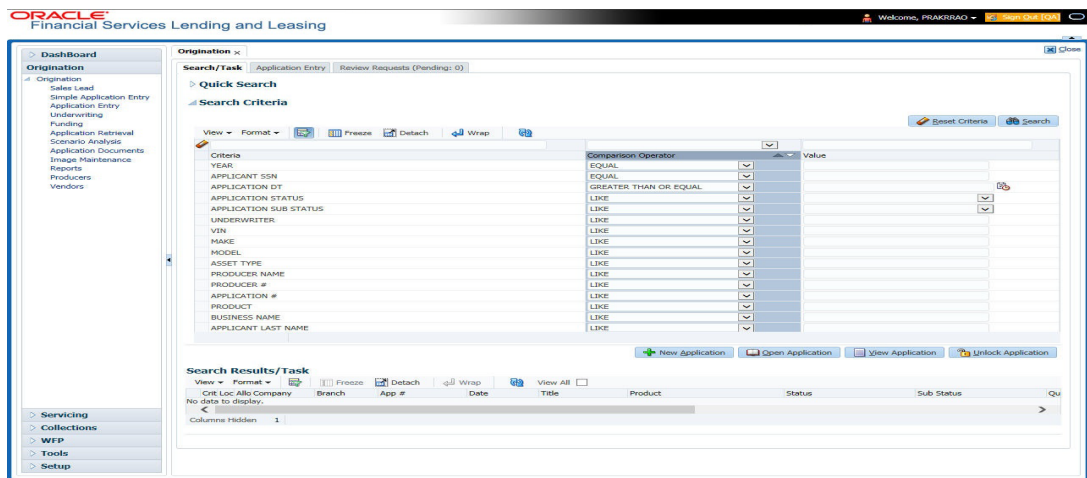 ORACLE
Financial Services Lending and Leasing
Welcome, PRAKRRAO
Sign Out [QA]
Close
DashBoard
Origination
Origination
Sales Lead
Simple Application Entry
Application Entry
Underwriting
Funding
Application Retrieval
Scenario Analysis
Application Documents
Image Maintenance
Reports
Producers
Vendors
Servicing
Collections
WFP
Tools
Setup
Origination
Search/Task Application Entry Review Requests (Pending: 0)
Quick Search
Search Criteria
Reset Criteria Search
View Format Freeze Detach Wrap
Criteria Comparison Operator Value
YEAR EQUAL
APPLICANT SSN EQUAL
APPLICATION DT GREATER THAN OR EQUAL
APPLICATION STATUS LIKE
APPLICATION SUB STATUS LIKE
UNDERWRITER LIKE
VIN LIKE
MAKE LIKE
MODEL LIKE
ASSET TYPE LIKE
PRODUCER NAME LIKE
PRODUCER # LIKE
APPLICATION # LIKE
PRODUCT LIKE
BUSINESS NAME LIKE
APPLICANT LAST NAME LIKE
New Application Open Application View Application Unlock Application
Search Results/Task
View Format Freeze Detach Wrap View All
Crit Loc Allo Company Branch App # Date Title Product Status Sub Status Qu
No data to display.
Columns Hidden 1